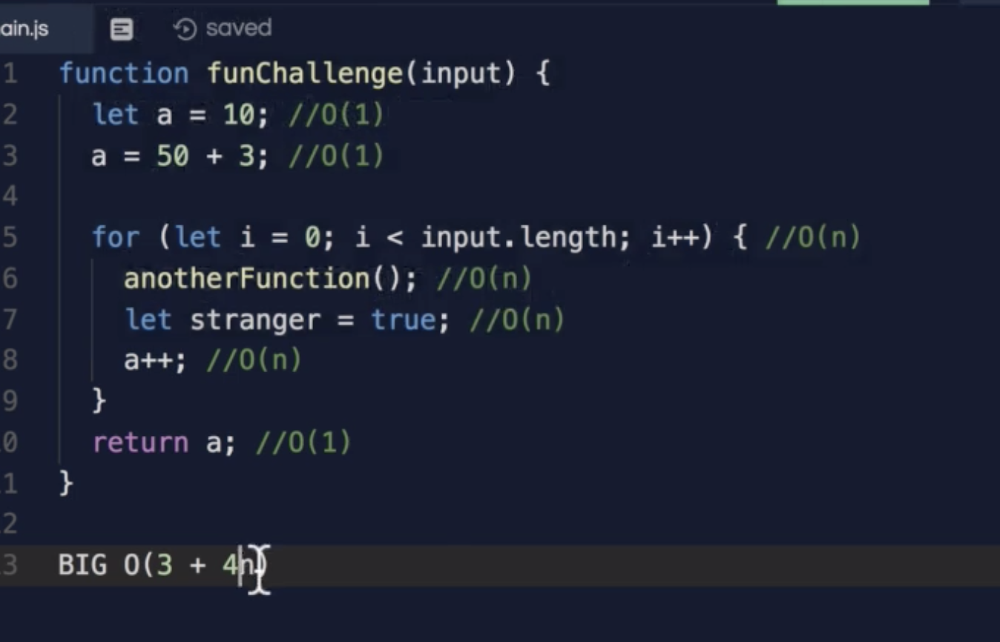 ain.js saved
1 function funChallenge(input) {
2 let a = 10; //O(1)
3 a = 50 + 3; //O(1)
4
5 for (let i = 0; i < input.length; i++) { //O(n)
6 anotherFunction(); //O(n)
7 let stranger = true; //O(n)
8 a++; //O(n)
9 }
0 return a; //O(1)
1 }
2
3 BIG O(3 + 4n)